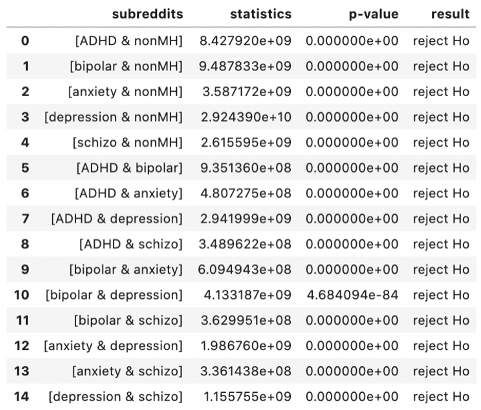 subreddits statistics p-value result
0 [ADHD & nonMH] 8.427920e+09 0.000000e+00 reject Ho
1 [bipolar & nonMH] 9.487833e+09 0.000000e+00 reject Ho
2 [anxiety & nonMH] 3.587172e+09 0.000000e+00 reject Ho
3 [depression & nonMH] 2.924390e+10 0.000000e+00 reject Ho
4 [schizo & nonMH] 2.615595e+09 0.000000e+00 reject Ho
5 [ADHD & bipolar] 9.351360e+08 0.000000e+00 reject Ho
6 [ADHD & anxiety] 4.807275e+08 0.000000e+00 reject Ho
7 [ADHD & depression] 2.941999e+09 0.000000e+00 reject Ho
8 [ADHD & schizo] 3.489622e+08 0.000000e+00 reject Ho
9 [bipolar & anxiety] 6.094943e+08 0.000000e+00 reject Ho
10 [bipolar & depression] 4.133187e+09 4.684094e-84 reject Ho
11 [bipolar & schizo] 3.629951e+08 0.000000e+00 reject Ho
12 [anxiety & depression] 1.986760e+09 0.000000e+00 reject Ho
13 [anxiety & schizo] 3.361438e+08 0.000000e+00 reject Ho
14 [depression & schizo] 1.155755e+09 0.000000e+00 reject Ho